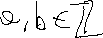 a, b ∈ ℤ